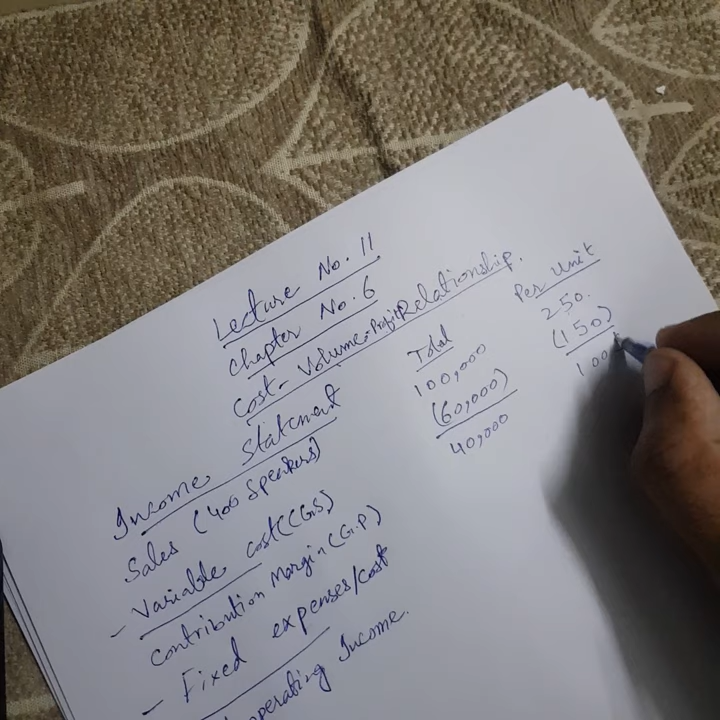 Lecture No. 11
Chapter No. 6
Cost-Volume-Profit Relationship.
Income Statement Total Per Unit
Sales (400 Speakers) 100,000 250.
- Variable cost (CGS) (60,000) (150)
Contribution Margin (G.P) 40,000 100
- Fixed expenses/cost
operating Income.